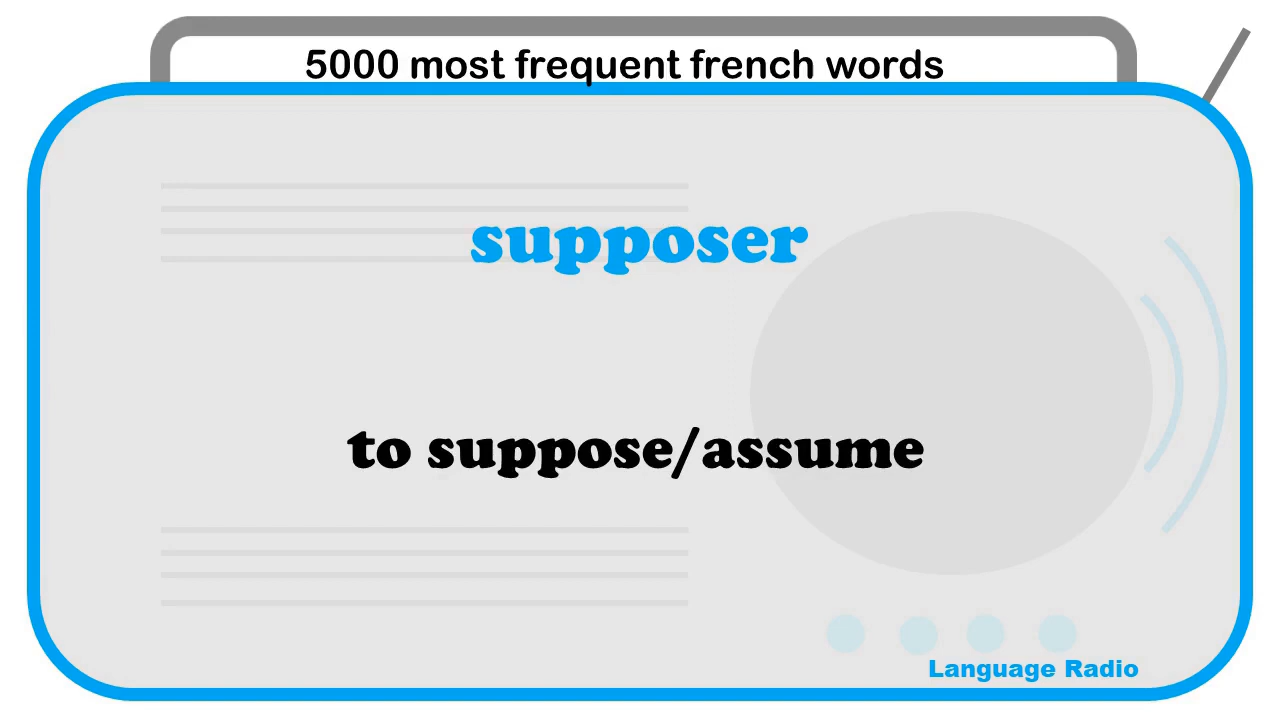 5000 most frequent french words
supposer
to suppose/assume
Language Radio